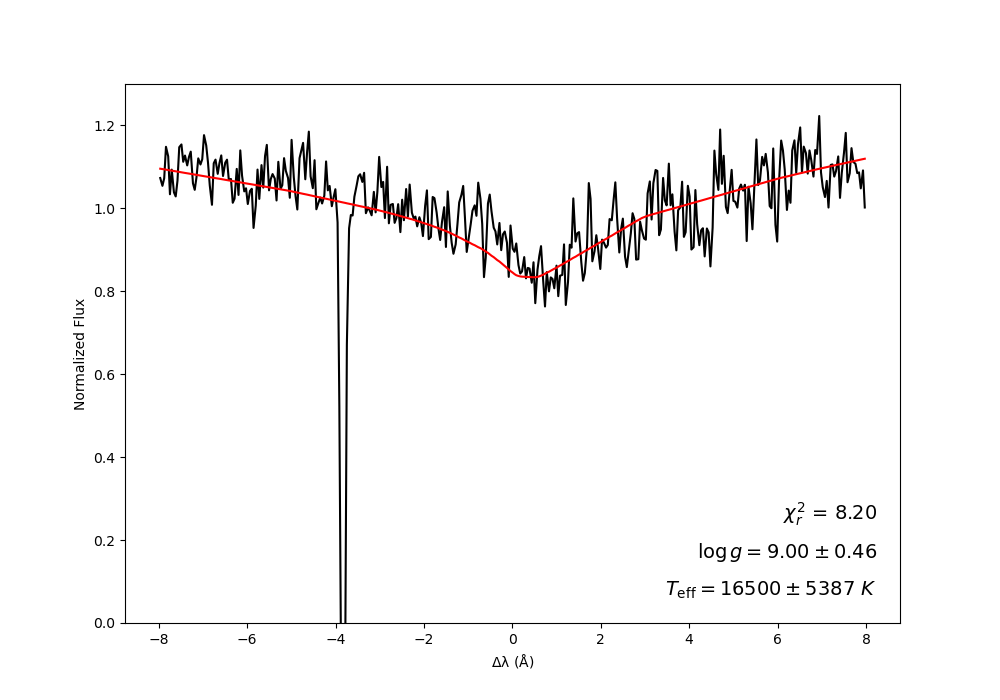 1.2
1.0
0.8
0.6
0.4
0.2
0.0
Normalized Flux
χ²ᵣ = 8.20
log g = 9.00 ± 0.46
T_eff = 16500 ± 5387 K
−8 −6 −4 −2 0 2 4 6 8
Δλ (Å)